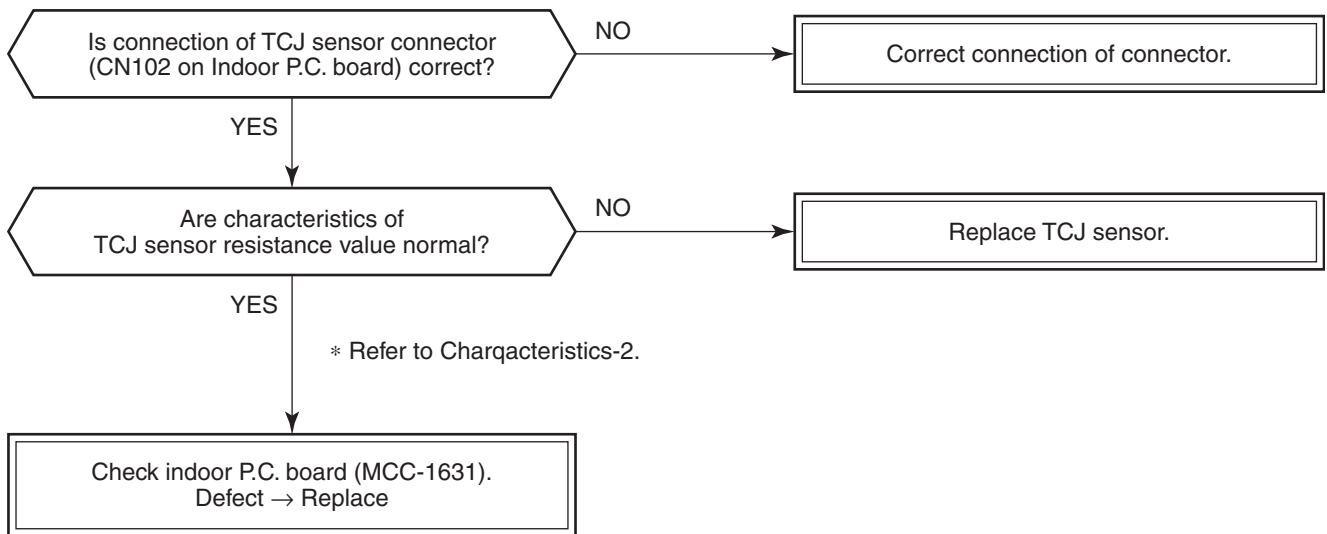 Is connection of TCJ sensor connector
(CN102 on Indoor P.C. board) correct?
NO
Correct connection of connector.
YES
Are characteristics of
TCJ sensor resistance value normal?
NO
Replace TCJ sensor.
YES
* Refer to Charqacteristics-2.
Check indoor P.C. board (MCC-1631).
Defect → Replace